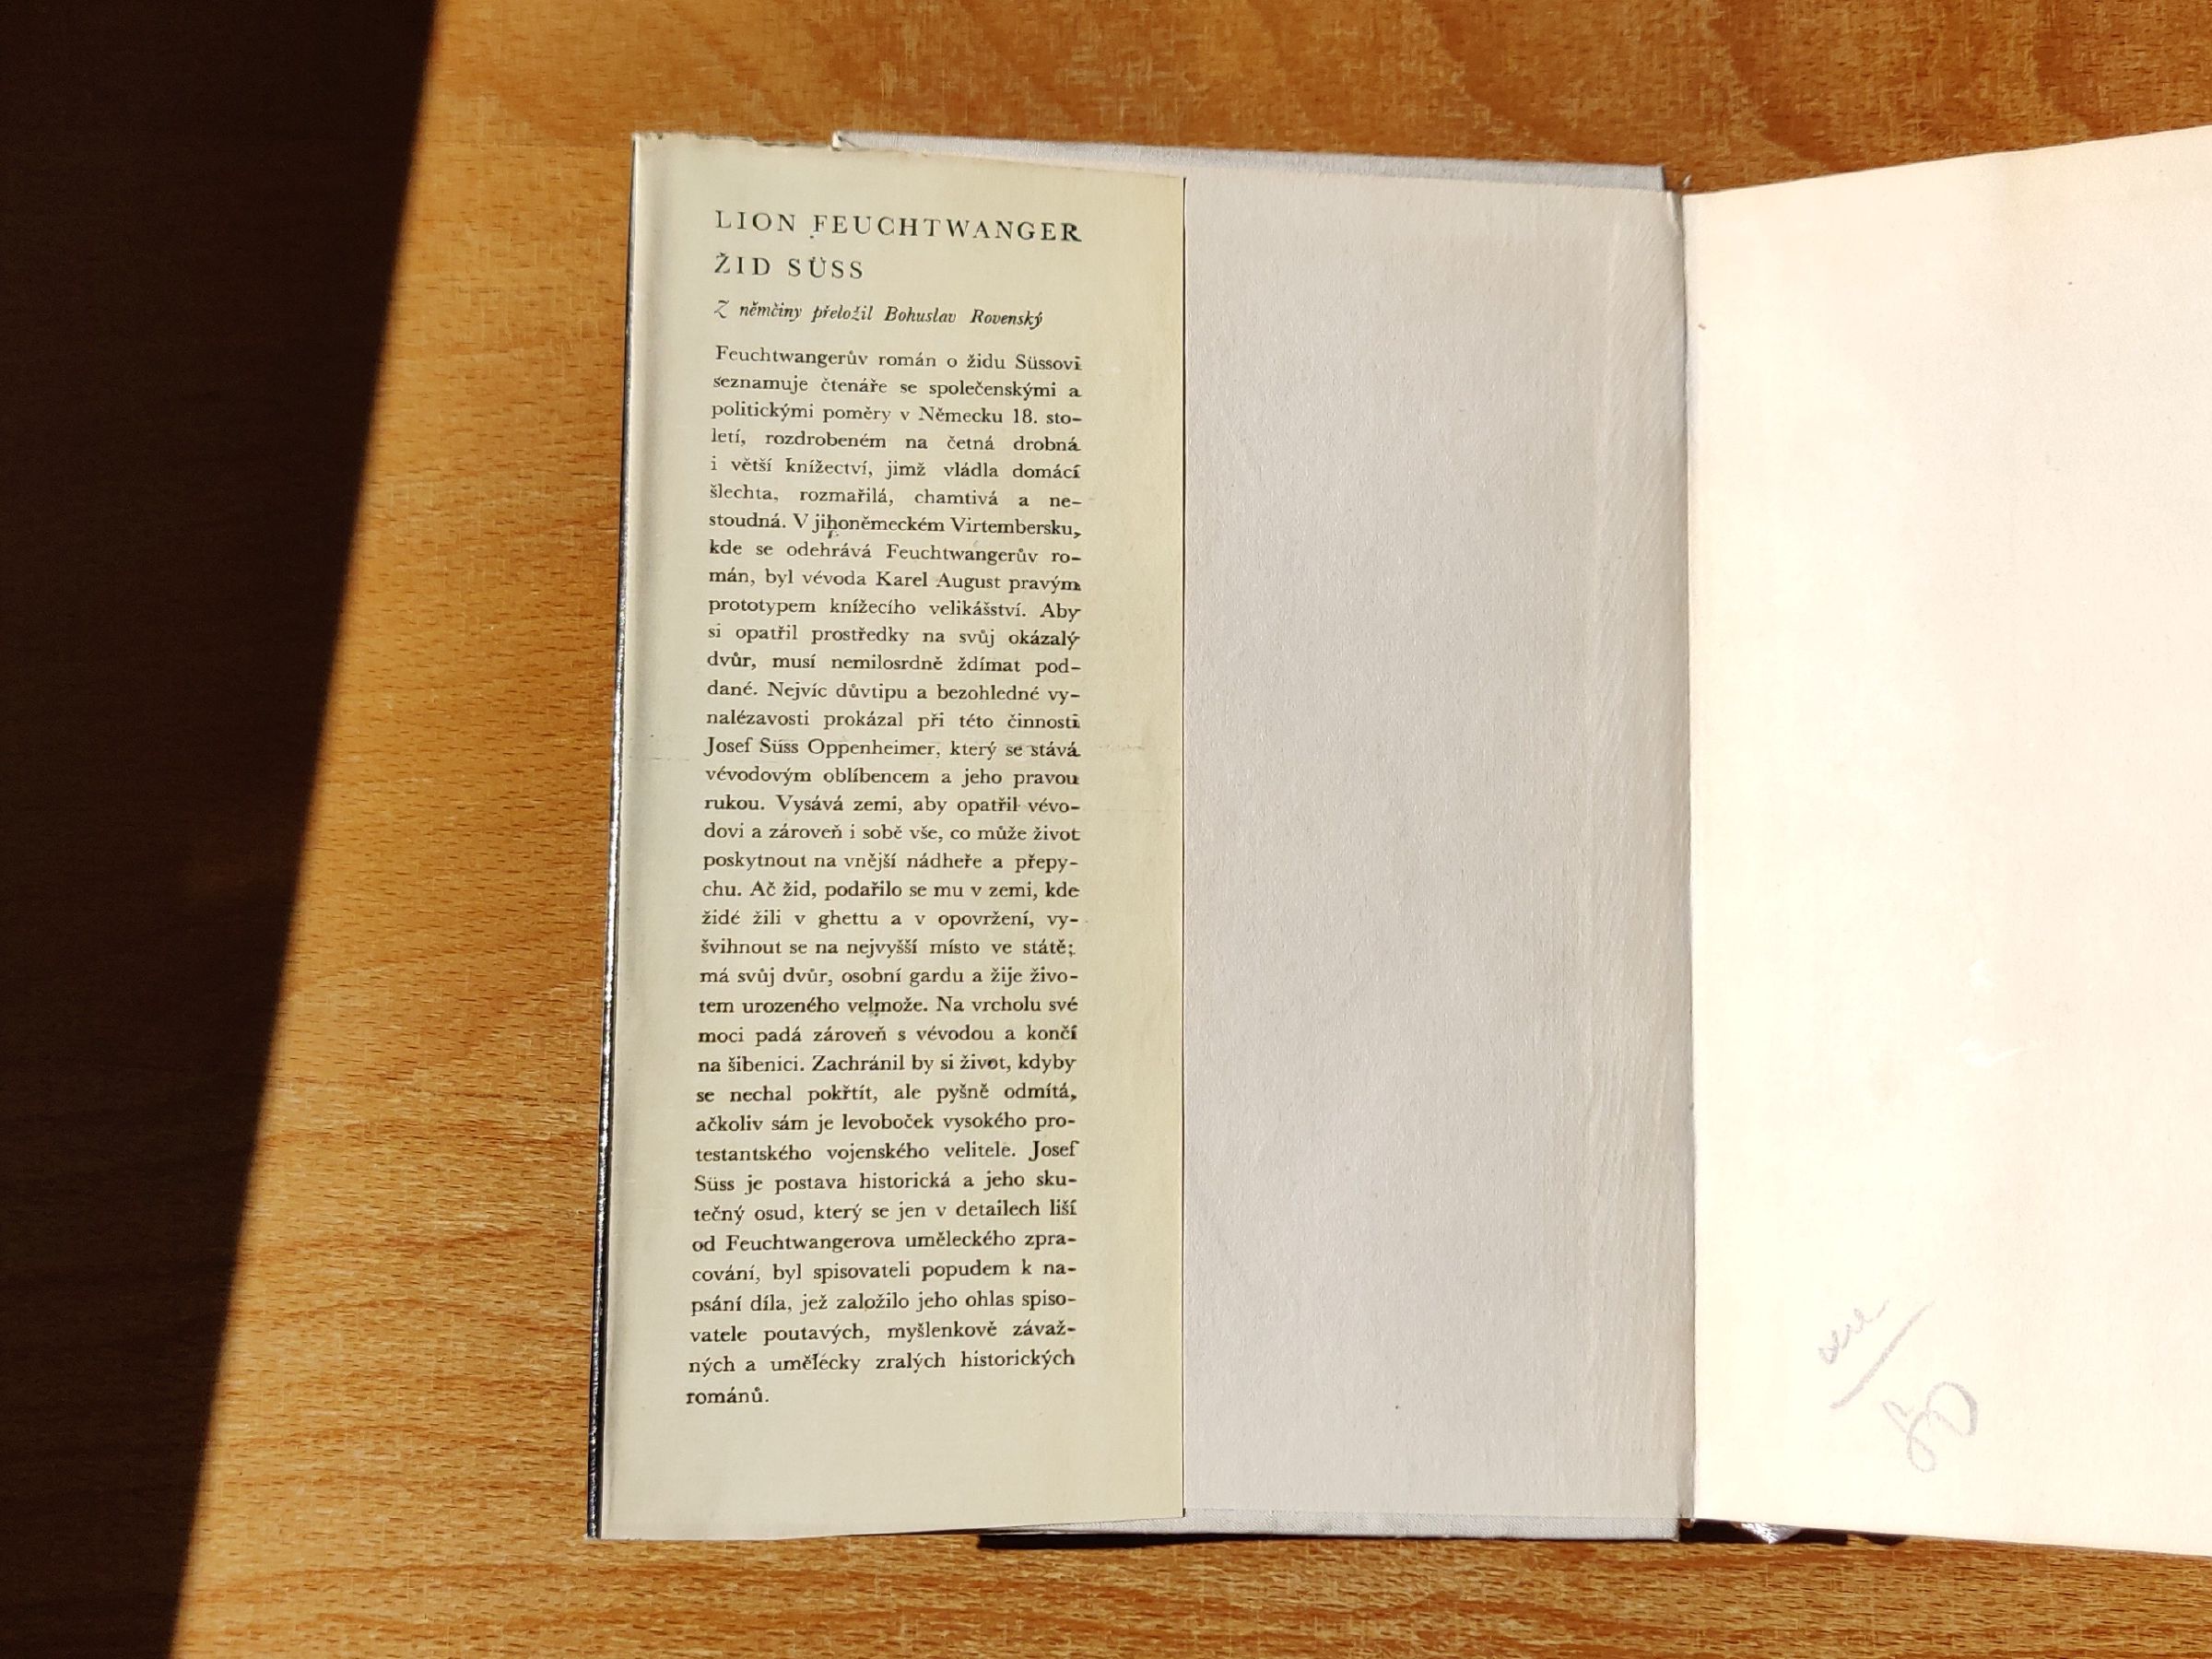 LION FEUCHTWANGER
ŽID SÜSS
Z němčiny přeložil Bohuslav Rovenský
Feuchtwangerův román o židu Süssovi
seznamuje čtenáře se společenskými a
politickými poměry v Německu 18. sto-
letí, rozdrobeném na četná drobná
i větší knížectví, jimž vládla domácí
šlechta, rozmařilá, chamtivá a ne-
stoudná. V jihoněmeckém Virtembersku,
kde se odehrává Feuchtwangerův ro-
mán, byl vévoda Karel August pravým
prototypem knížecího velikášství. Aby
si opatřil prostředky na svůj okázalý
dvůr, musí nemilosrdně ždímat pod-
dané. Nejvíc důvtipu a bezohledné vy-
nalézavosti prokázal při této činnosti
Josef Süss Oppenheimer, který se stává
vévodovým oblíbencem a jeho pravou
rukou. Vysává zemi, aby opatřil vévo-
dovi a zároveň i sobě vše, co může život
poskytnout na vnější nádheře a přepy-
chu. Ač žid, podařilo se mu v zemi, kde
židé žili v ghettu a v opovržení, vy-
švihnout se na nejvyšší místo ve státě;
má svůj dvůr, osobní gardu a žije živo-
tem urozeného velmože. Na vrcholu své
moci padá zároveň s vévodou a končí
na šibenici. Zachránil by si život, kdyby
se nechal pokřtít, ale pyšně odmítá,
ačkoliv sám je levoboček vysokého pro-
testantského vojenského velitele. Josef
Süss je postava historická a jeho sku-
tečný osud, který se jen v detailech liší
od Feuchtwangerova uměleckého zpra-
cování, byl spisovateli popudem k na-
psání díla, jež založilo jeho ohlas spiso-
vatele poutavých, myšlenkově závaž-
ných a umělecky zralých historických
románů.